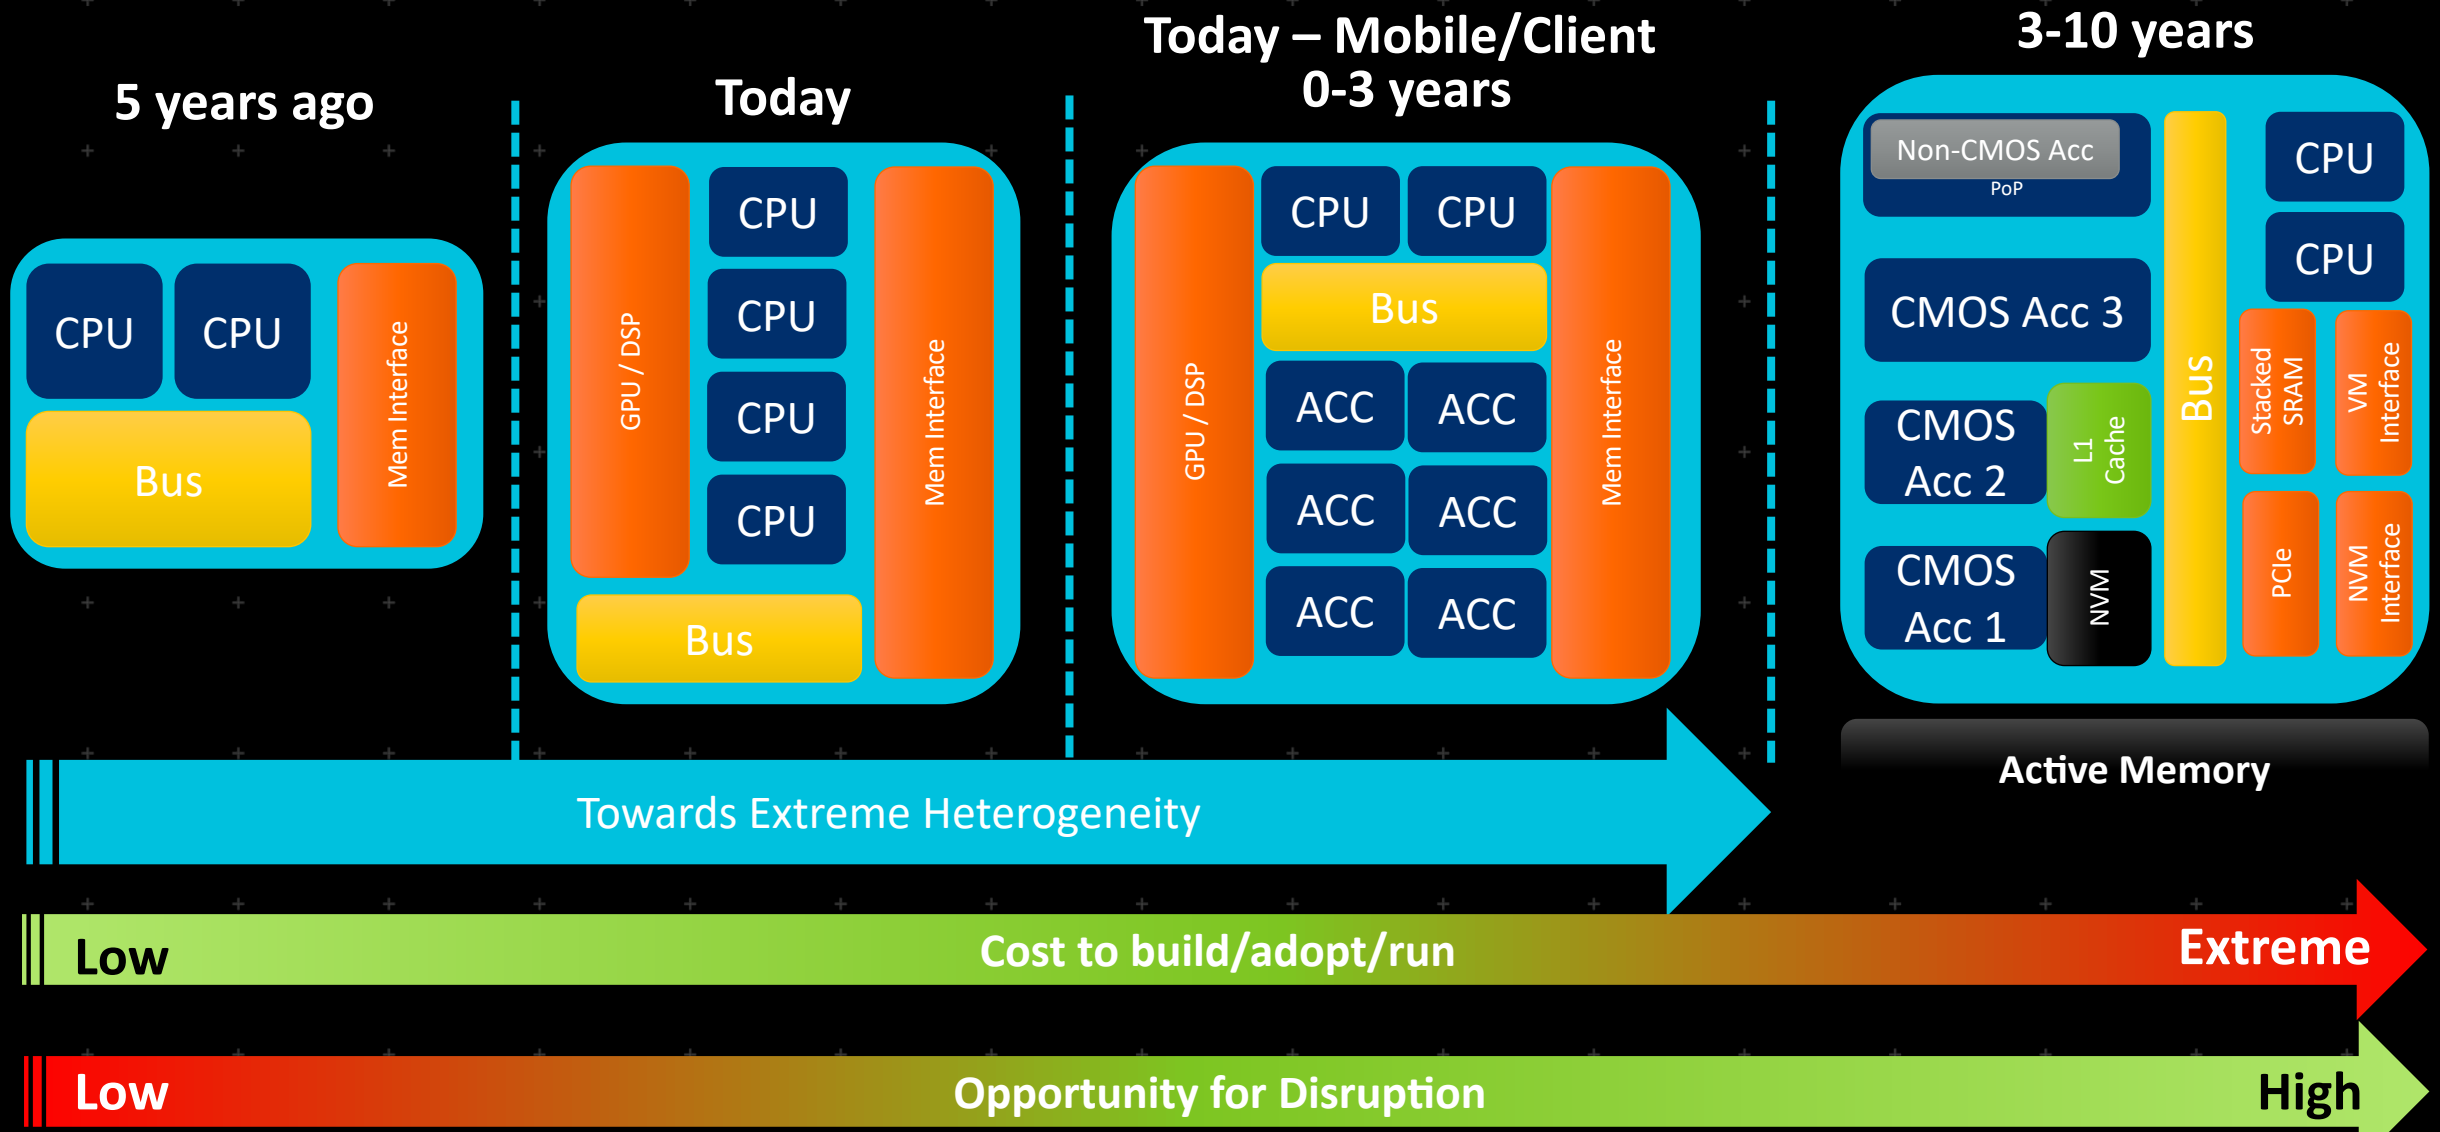 5 years ago
CPU
CPU
Bus
Mem Interface
Today
GPU / DSP
CPU
CPU
CPU
CPU
Mem Interface
Bus
Today – Mobile/Client
0-3 years
GPU / DSP
CPU
CPU
Bus
ACC
ACC
ACC
ACC
ACC
ACC
Mem Interface
3-10 years
Non-CMOS Acc
PoP
CMOS Acc 3
CMOS
Acc 2
L1
Cache
CMOS
Acc 1
NVM
Bus
CPU
CPU
Stacked
SRAM
VM
Interface
PCIe
NVM
Interface
Active Memory
Towards Extreme Heterogeneity
Low
Cost to build/adopt/run
Extreme
Low
Opportunity for Disruption
High